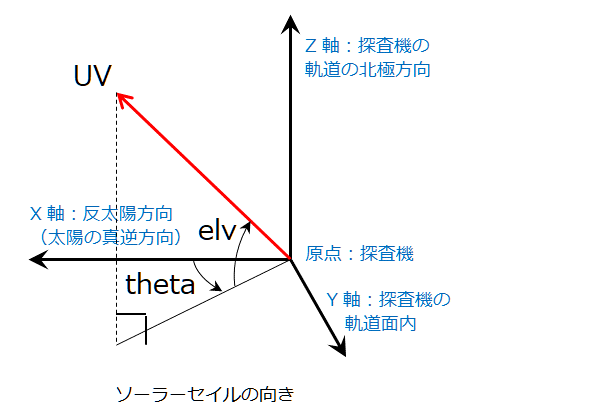 Z 軸：探査機の
軌道の北極方向
UV
X 軸：反太陽方向
（太陽の真逆方向）
elv
原点：探査機
theta
Y 軸：探査機の
軌道面内
ソーラーセイルの向き